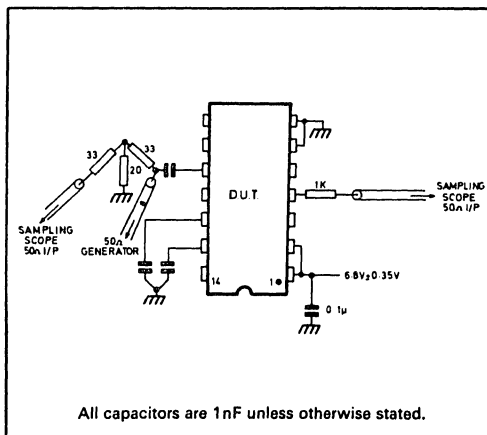 33
33
20
1K
D.U.T.
SAMPLING
SCOPE
50Ω I/P
50Ω
GENERATOR
SAMPLING
SCOPE
50Ω I/P
14
1
6.8V±0.35V
0.1µ
All capacitors are 1nF unless otherwise stated.